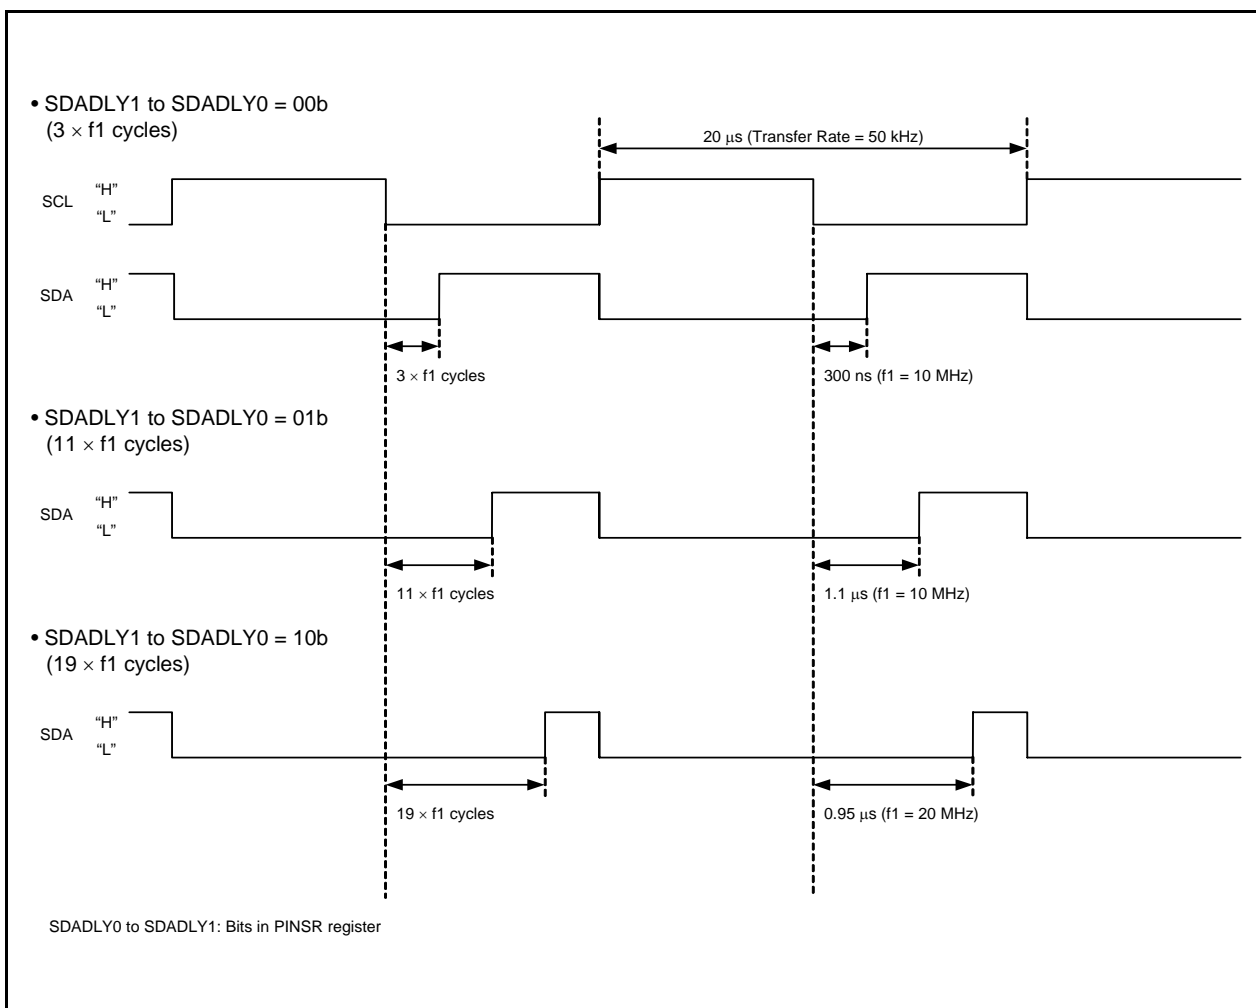 • SDADLY1 to SDADLY0 = 00b
(3 × f1 cycles)
20 μs (Transfer Rate = 50 kHz)
SCL
“H”
“L”
SDA
“H”
“L”
3 × f1 cycles
300 ns (f1 = 10 MHz)
• SDADLY1 to SDADLY0 = 01b
(11 × f1 cycles)
SDA
“H”
“L”
11 × f1 cycles
1.1 μs (f1 = 10 MHz)
• SDADLY1 to SDADLY0 = 10b
(19 × f1 cycles)
SDA
“H”
“L”
19 × f1 cycles
0.95 μs (f1 = 20 MHz)
SDADLY0 to SDADLY1: Bits in PINSR register